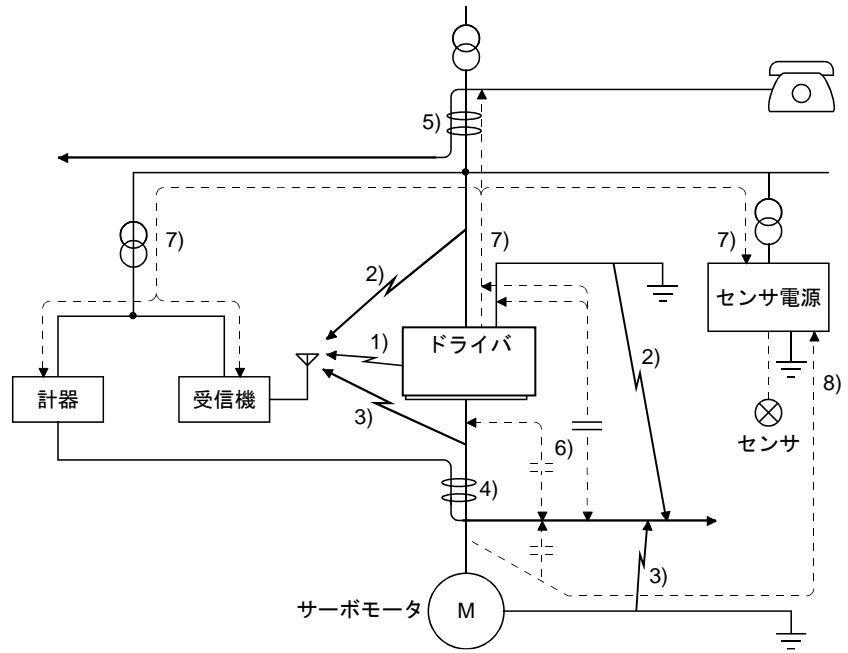 5)
7)
7)
7)
2)
センサ電源
ドライバ
1)
2)
8)
計器
受信機
3)
6)
センサ
4)
3)
サーボモータ
M